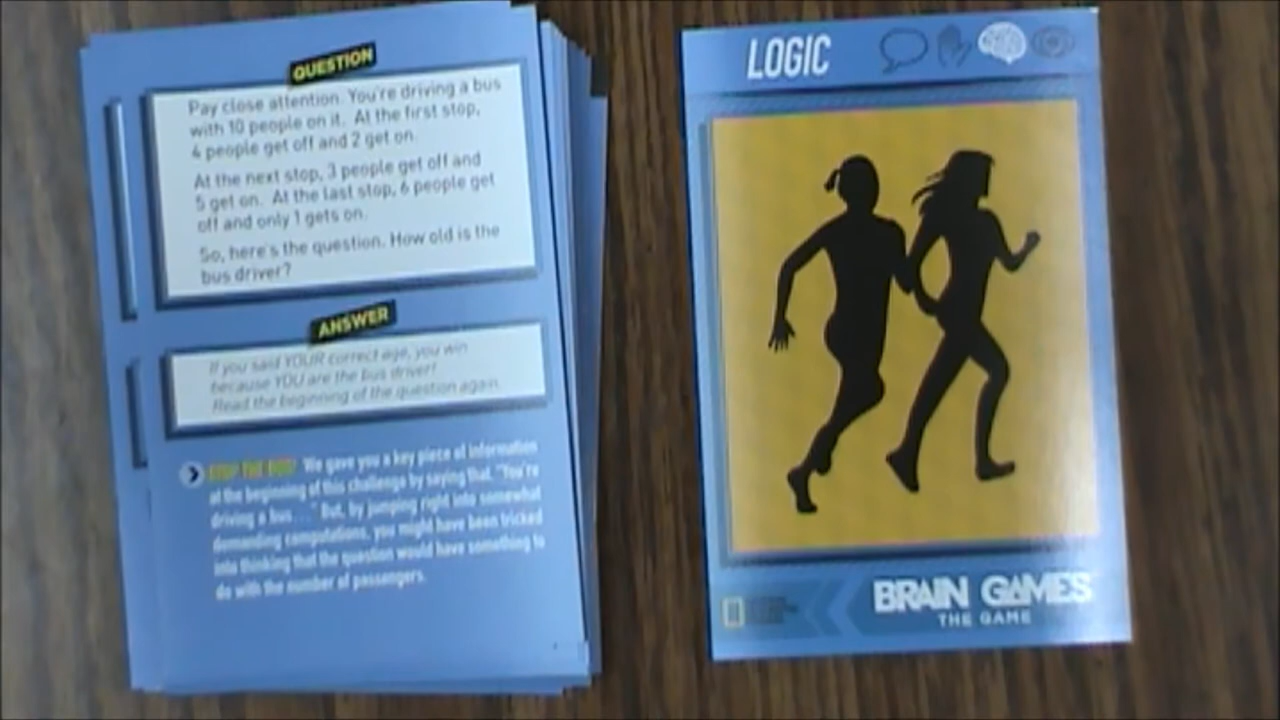 QUESTION
Pay close attention. You're driving a bus
with 10 people on it. At the first stop,
4 people get off and 2 get on.
At the next stop, 3 people get off and
5 get on. At the last stop, 6 people get
off and only 1 gets on.
So, here's the question. How old is the
bus driver?
ANSWER
If you said YOUR correct age, you win
because YOU are the bus driver!
Read the beginning of the question again.
STOP THE BUS! We gave you a key piece of information
at the beginning of this challenge by saying that, "You're
driving a bus . . ." But, by jumping right into somewhat
demanding computations, you might have been tricked
into thinking that the question would have something to
do with the number of passengers.
LOGIC
BRAIN GAMES
THE GAME